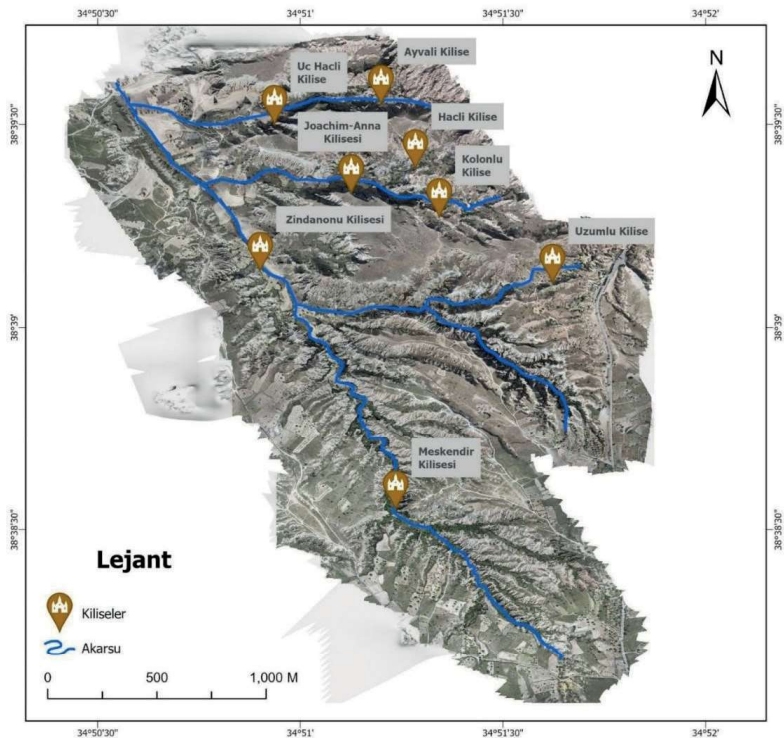 34°50'30"
34°51'
34°51'30"
34°52'
N
Ayvali Kilise
Uc Hacli
Kilise
38°39'30"
38°39'30"
Hacli Kilise
Joachim-Anna
Kilisesi
Kolonlu
Kilise
Zindanonu Kilisesi
Uzumlu Kilise
38°39'
38°39'
Meskendir
Kilisesi
38°38'30"
38°38'30"
Lejant
Kiliseler
Akarsu
0
500
1,000 M
34°50'30"
34°51'
34°51'30"
34°52'